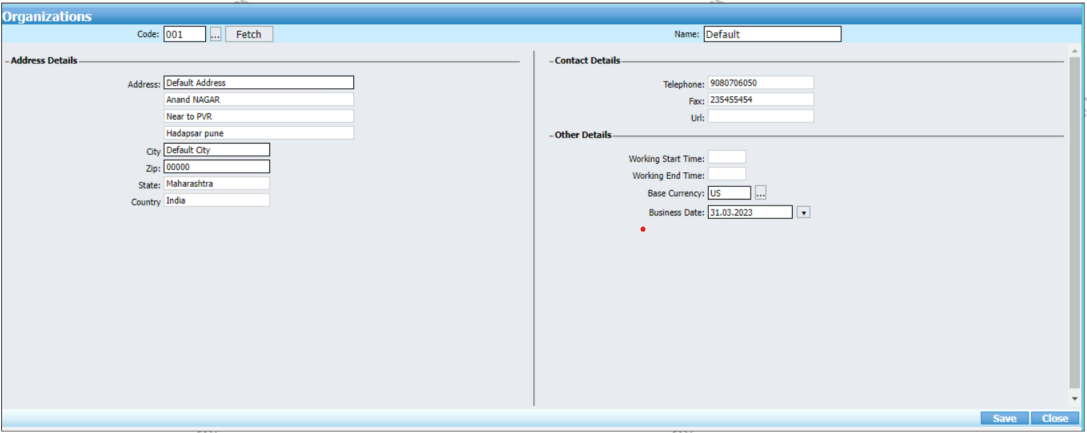 Organizations
Code: 001 ... Fetch
Name: Default
Address Details
Address: Default Address
Anand NAGAR
Near to PVR
Hadapsar pune
City Default City
Zip: 00000
State: Maharashtra
Country India
Contact Details
Telephone: 9080706050
Fax: 235455454
Url:
Other Details
Working Start Time:
Working End Time:
Base Currency: US ...
Business Date: 31.03.2023
Save Close